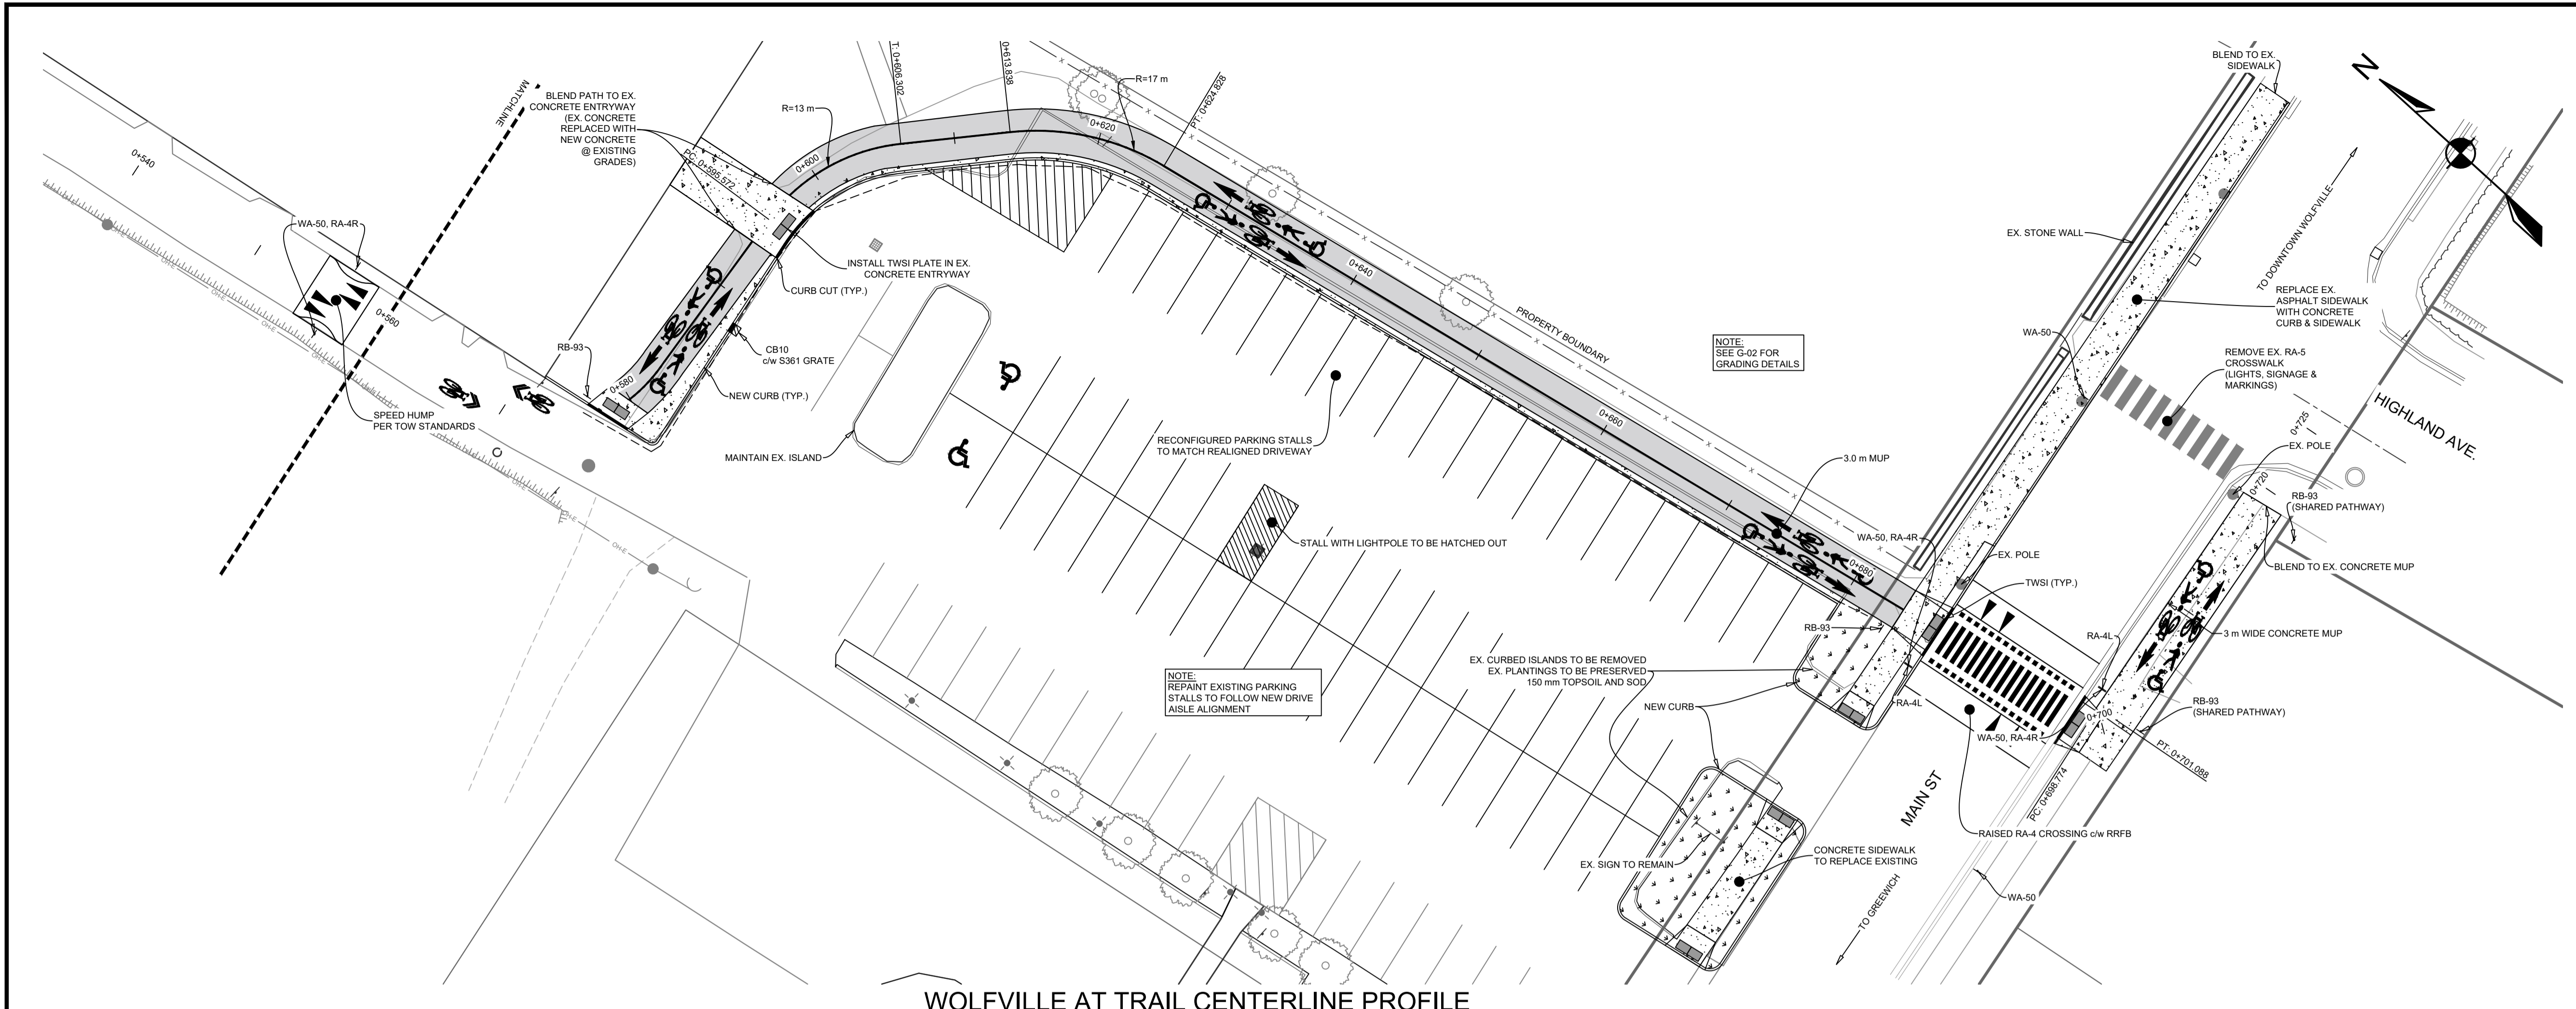 0+540
OH-E
OH-E
OH-E
OH-E
OH-E
OH-E
OH-E
WA-50, RA-4R
0+560
MATCHLINE
SPEED HUMP
PER TOW STANDARDS
BLEND PATH TO EX.
CONCRETE ENTRYWAY
(EX. CONCRETE
REPLACED WITH
NEW CONCRETE
@ EXISTING
GRADES)
PC: 0+595.572
RB-93
0+580
R=13 m
0+600
T: 0+606.302
0+613.838
R=17 m
0+620
PT: 0+624.828
INSTALL TWSI PLATE IN EX.
CONCRETE ENTRYWAY
CURB CUT (TYP.)
CB10
c/w S361 GRATE
NEW CURB (TYP.)
MAINTAIN EX. ISLAND
RECONFIGURED PARKING STALLS
TO MATCH REALIGNED DRIVEWAY
STALL WITH LIGHTPOLE TO BE HATCHED OUT
0+640
PROPERTY BOUNDARY
0+660
3.0 m MUP
0+680
NOTE:
SEE G-02 FOR
GRADING DETAILS
NOTE:
REPAINT EXISTING PARKING
STALLS TO FOLLOW NEW DRIVE
AISLE ALIGNMENT
BLEND TO EX.
SIDEWALK
N
EX. STONE WALL
TO DOWNTOWN WOLFVILLE
REPLACE EX.
ASPHALT SIDEWALK
WITH CONCRETE
CURB & SIDEWALK
WA-50
REMOVE EX. RA-5
CROSSWALK
(LIGHTS, SIGNAGE &
MARKINGS)
HIGHLAND AVE.
0+725
EX. POLE
0+720
RB-93
(SHARED PATHWAY)
BLEND TO EX. CONCRETE MUP
WA-50, RA-4R
EX. POLE
TWSI (TYP.)
RB-93
RA-4L
3 m WIDE CONCRETE MUP
EX. CURBED ISLANDS TO BE REMOVED
EX. PLANTINGS TO BE PRESERVED
150 mm TOPSOIL AND SOD
RA-4L
NEW CURB
RB-93
(SHARED PATHWAY)
0+700
WA-50, RA-4R
PT: 0+701.088
PC: 0+698.774
MAIN ST
RAISED RA-4 CROSSING c/w RRFB
CONCRETE SIDEWALK
TO REPLACE EXISTING
EX. SIGN TO REMAIN
WA-50
TO GREEWICH
WOLFVILLE AT TRAIL CENTERLINE PROFILE